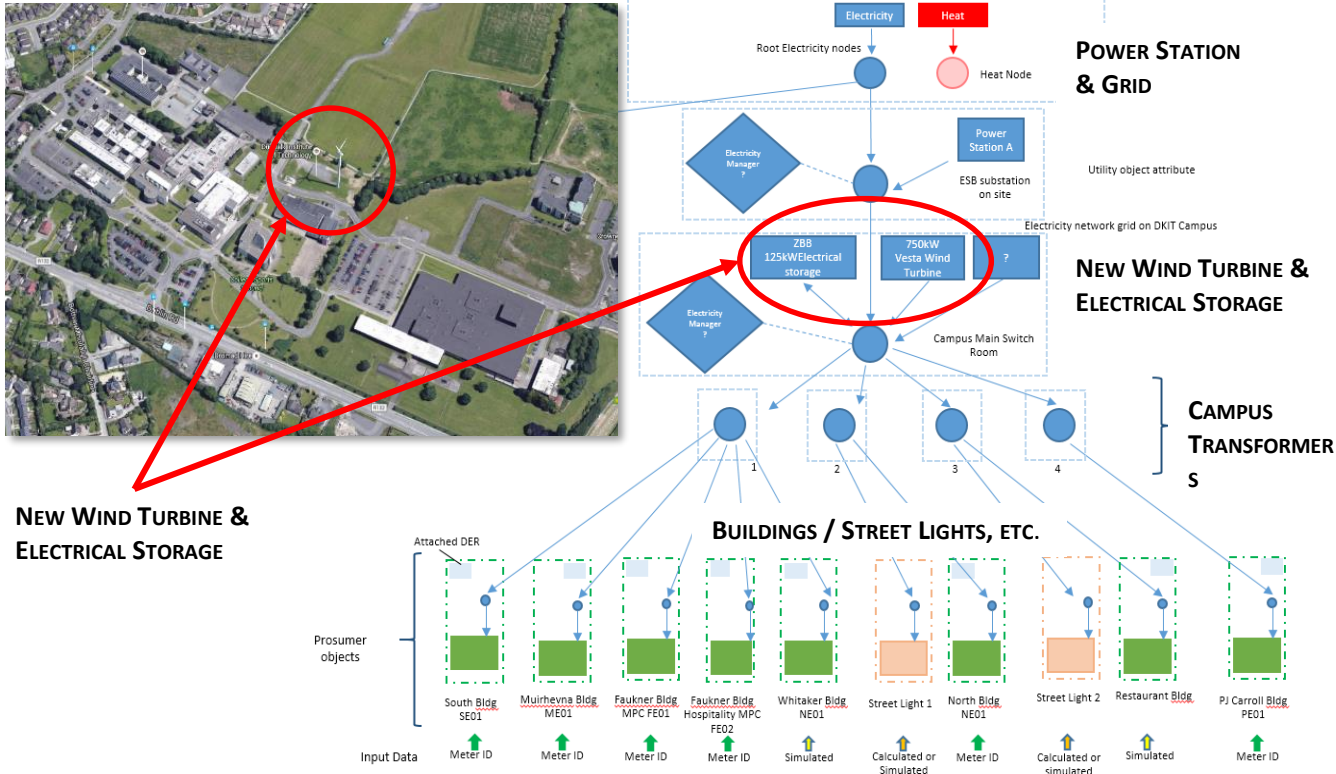 Electricity
Heat
Root Electricity nodes
Heat Node
POWER STATION
& GRID
Electricity
Manager
?
Power
Station A
ESB substation
on site
Utility object attribute
Electricity network grid on DKIT Campus
ZBB
125kWElectrical
storage
750kW
Vesta Wind
Turbine
?
NEW WIND TURBINE &
ELECTRICAL STORAGE
Electricity
Manager
?
Campus Main Switch
Room
1
2
3
4
CAMPUS
TRANSFORMER
S
NEW WIND TURBINE &
ELECTRICAL STORAGE
BUILDINGS / STREET LIGHTS, ETC.
Attached DER
Prosumer
objects
South Bldg
SE01
Muirhevna Bldg
ME01
Faukner Bldg
MPC FE01
Faukner Bldg
Hospitality MPC
FE02
Whitaker Bldg
NE01
Street Light 1
North Bldg
NE01
Street Light 2
Restaurant Bldg
PJ Carroll Bldg
PE01
Input Data
Meter ID
Meter ID
Meter ID
Meter ID
Simulated
Calculated or
Simulated
Meter ID
Calculated or
simulated
Simulated
Meter ID